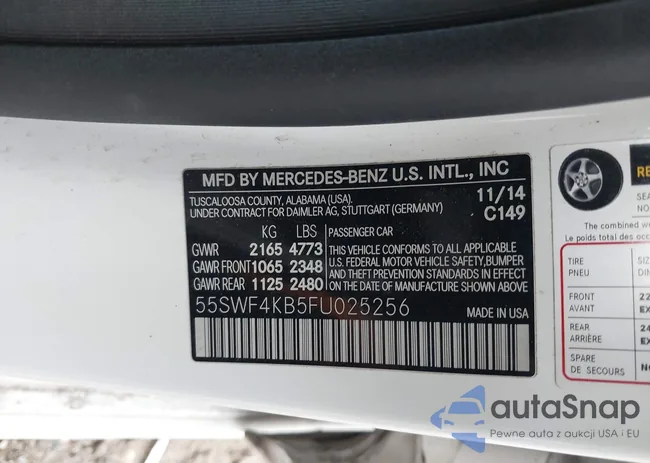 MFD BY MERCEDES-BENZ U.S. INTL., INC
TUSCALOOSA COUNTY, ALABAMA (USA). 11/14
UNDER CONTRACT FOR DAIMLER AG, STUTTGART (GERMANY) C149
KG LBS PASSENGER CAR
GVWR 2165 4773
GAWR FRONT 1065 2348
GAWR REAR 1125 2480
THIS VEHICLE CONFORMS TO ALL APPLICABLE
U.S. FEDERAL MOTOR VEHICLE SAFETY,BUMPER
AND THEFT PREVENTION STANDARDS IN EFFECT
ON THE DATE OF MANUFACTURE SHOWN ABOVE.
55SWF4KB5FU025256
MADE IN USA
The combined
Le poids total des
TIRE
PNEU
FRONT
AVANT
REAR
ARRIÈRE
SPARE
DE SECOURS
autaSnap
Pewne auta z aukcji USA i EU